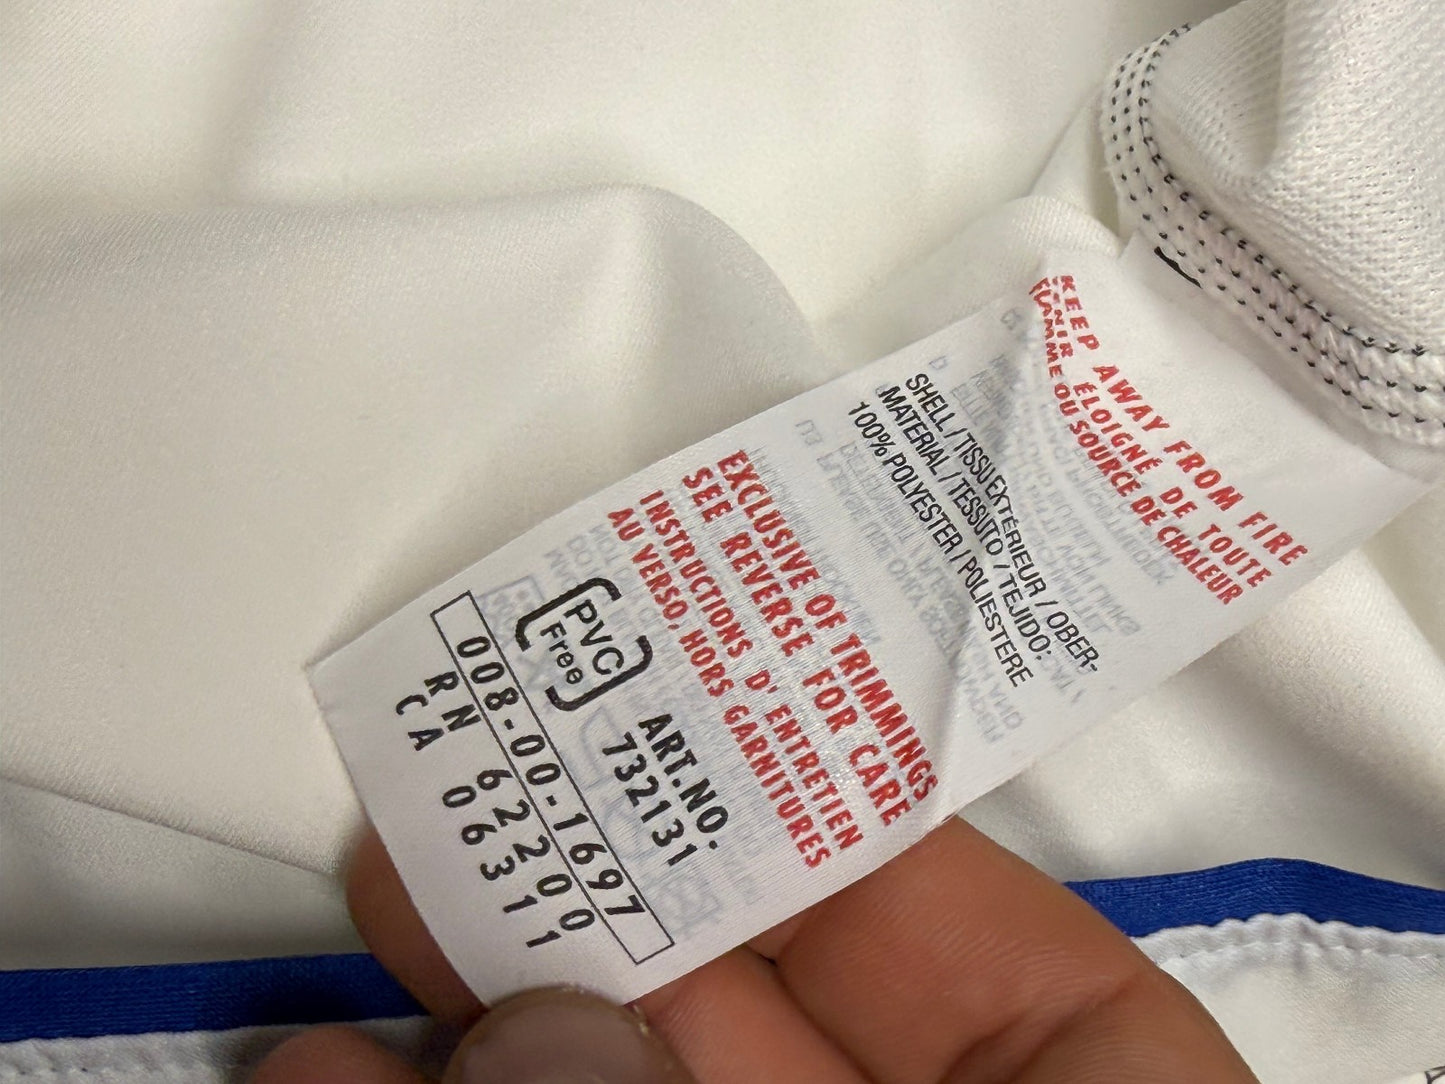 KEEP AWAY FROM FIRE
TENIR ÉLOIGNÉ DE TOUTE
FLAMME OU SOURCE DE CHALEUR
SHELL / TISSU EXTÉRIEUR / OBER-
MATERIAL / TESSUTO / TEJIDO:
100% POLYESTER / POLIESTERE
EXCLUSIVE OF TRIMMINGS
SEE REVERSE FOR CARE
INSTRUCTIONS D' ENTRETIEN
AU VERSO, HORS GARNITURES
PVC
Free
ART.NO.
732131
008-00-1697
RN 62200
CA 06311